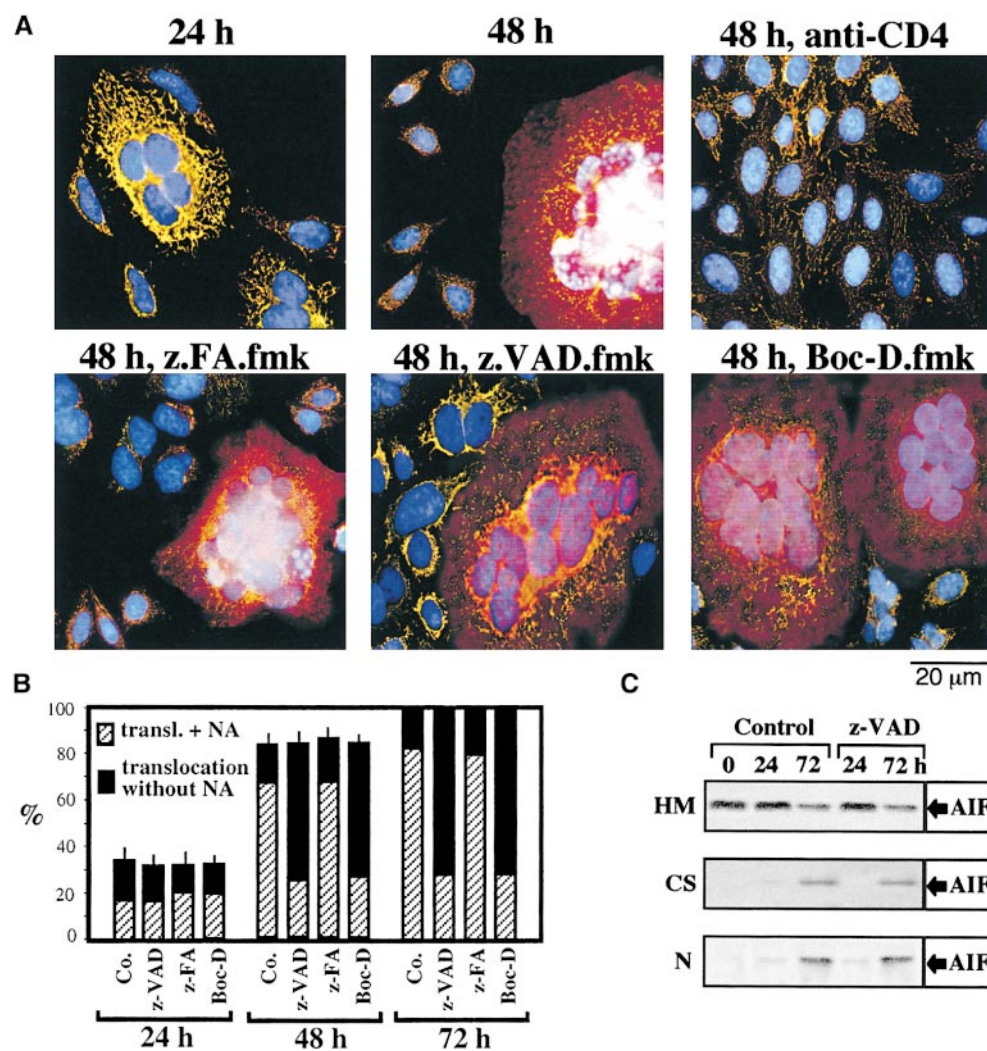 A
24 h
48 h
48 h, anti-CD4
48 h, z.FA.fmk
48 h, z.VAD.fmk
48 h, Boc-D.fmk
20 μm
B
100
80
60
40
20
0
%
transl. + NA
translocation
without NA
Co.
z-VAD
z-FA
Boc-D
Co.
z-VAD
z-FA
Boc-D
Co.
z-VAD
z-FA
Boc-D
24 h
48 h
72 h
C
Control
z-VAD
0 24 72 24 72 h
HM
AIF
CS
AIF
N
AIF